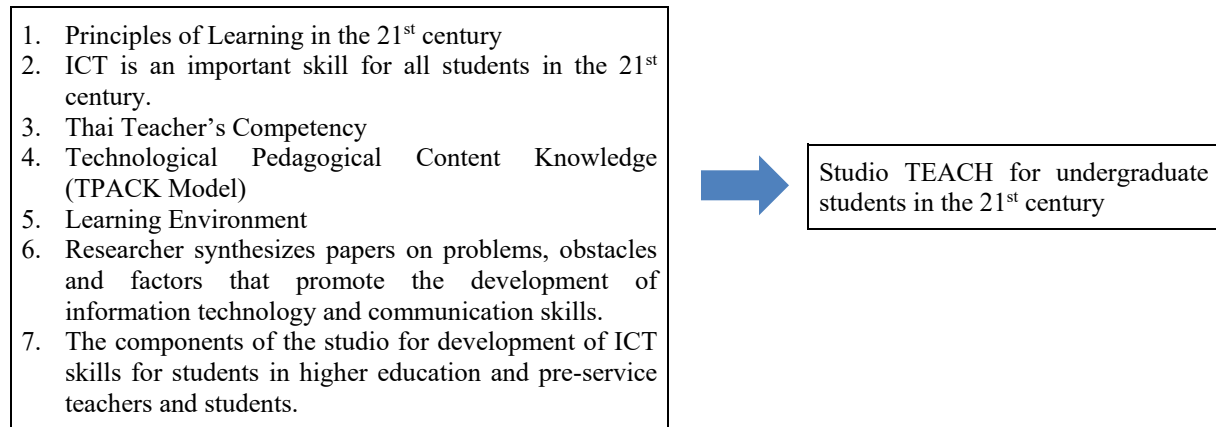 1. Principles of Learning in the 21st century
2. ICT is an important skill for all students in the 21st
century.
3. Thai Teacher’s Competency
4. Technological Pedagogical Content Knowledge
(TPACK Model)
5. Learning Environment
6. Researcher synthesizes papers on problems, obstacles
and factors that promote the development of
information technology and communication skills.
7. The components of the studio for development of ICT
skills for students in higher education and pre-service
teachers and students.
Studio TEACH for undergraduate
students in the 21st century